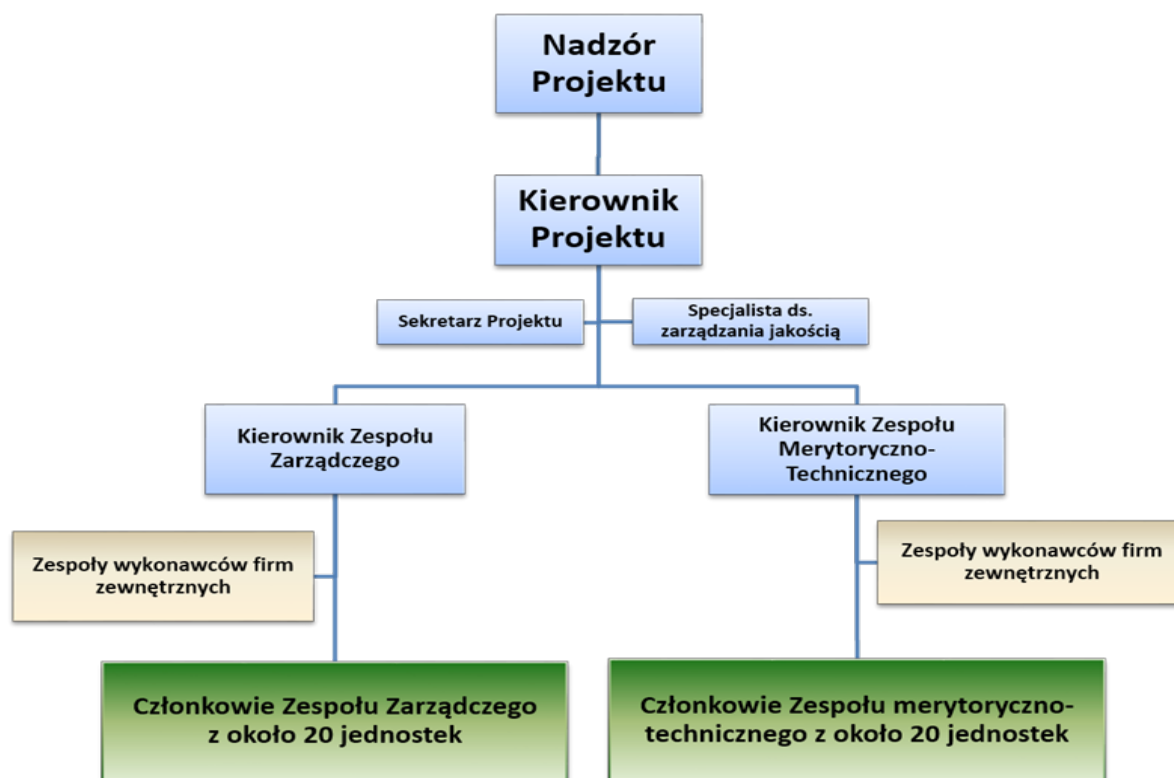 Nadzór
Projektu
Kierownik
Projektu
Sekretarz Projektu
Specjalista ds.
zarządzania jakością
Kierownik Zespołu
Zarządczego
Kierownik Zespołu
Merytoryczno-
Technicznego
Zespoły wykonawców firm
zewnętrznych
Zespoły wykonawców firm
zewnętrznych
Członkowie Zespołu Zarządczego
z około 20 jednostek
Członkowie Zespołu merytoryczno-
technicznego z około 20 jednostek